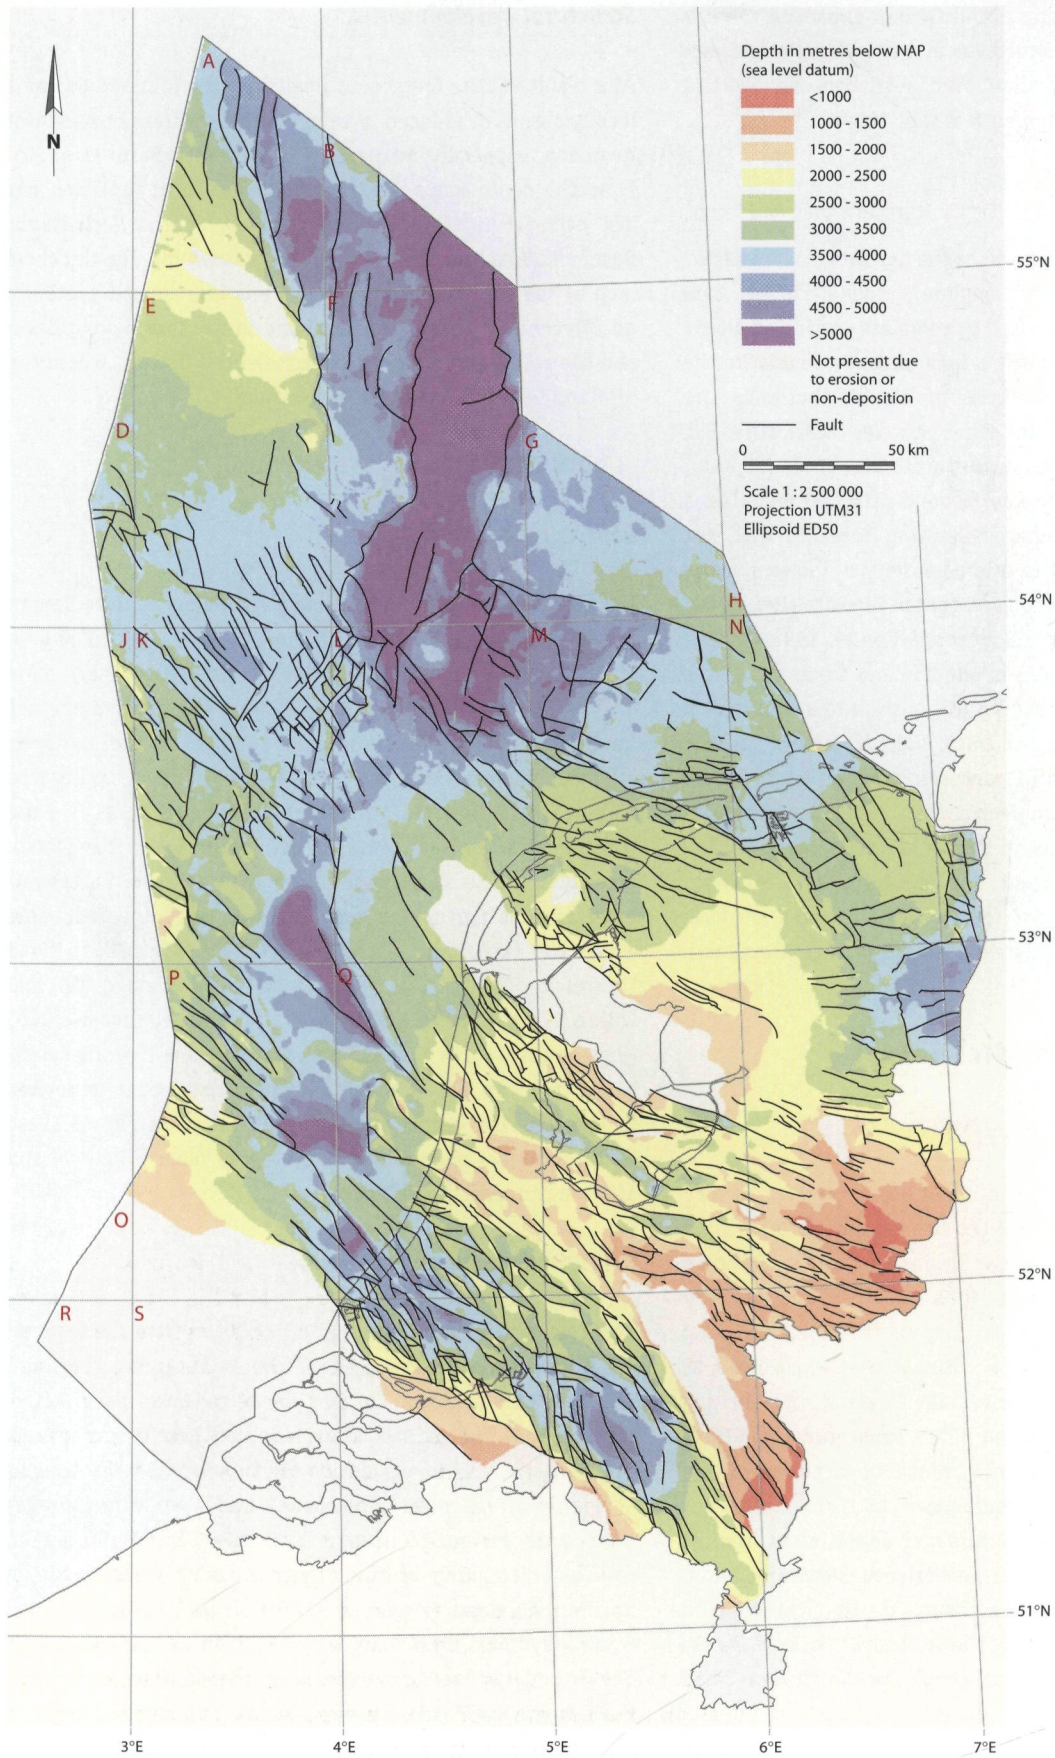 Depth in metres below NAP
(sea level datum)
<1000
1000 - 1500
1500 - 2000
2000 - 2500
2500 - 3000
3000 - 3500
3500 - 4000
4000 - 4500
4500 - 5000
>5000
Not present due
to erosion or
non-deposition
Fault
0 50 km
Scale 1 : 2 500 000
Projection UTM31
Ellipsoid ED50
N
A
B
55°N
E
F
D
G
H
54°N
J K
L
M
N
53°N
P
Q
O
52°N
R
S
51°N
3°E 4°E 5°E 6°E 7°E